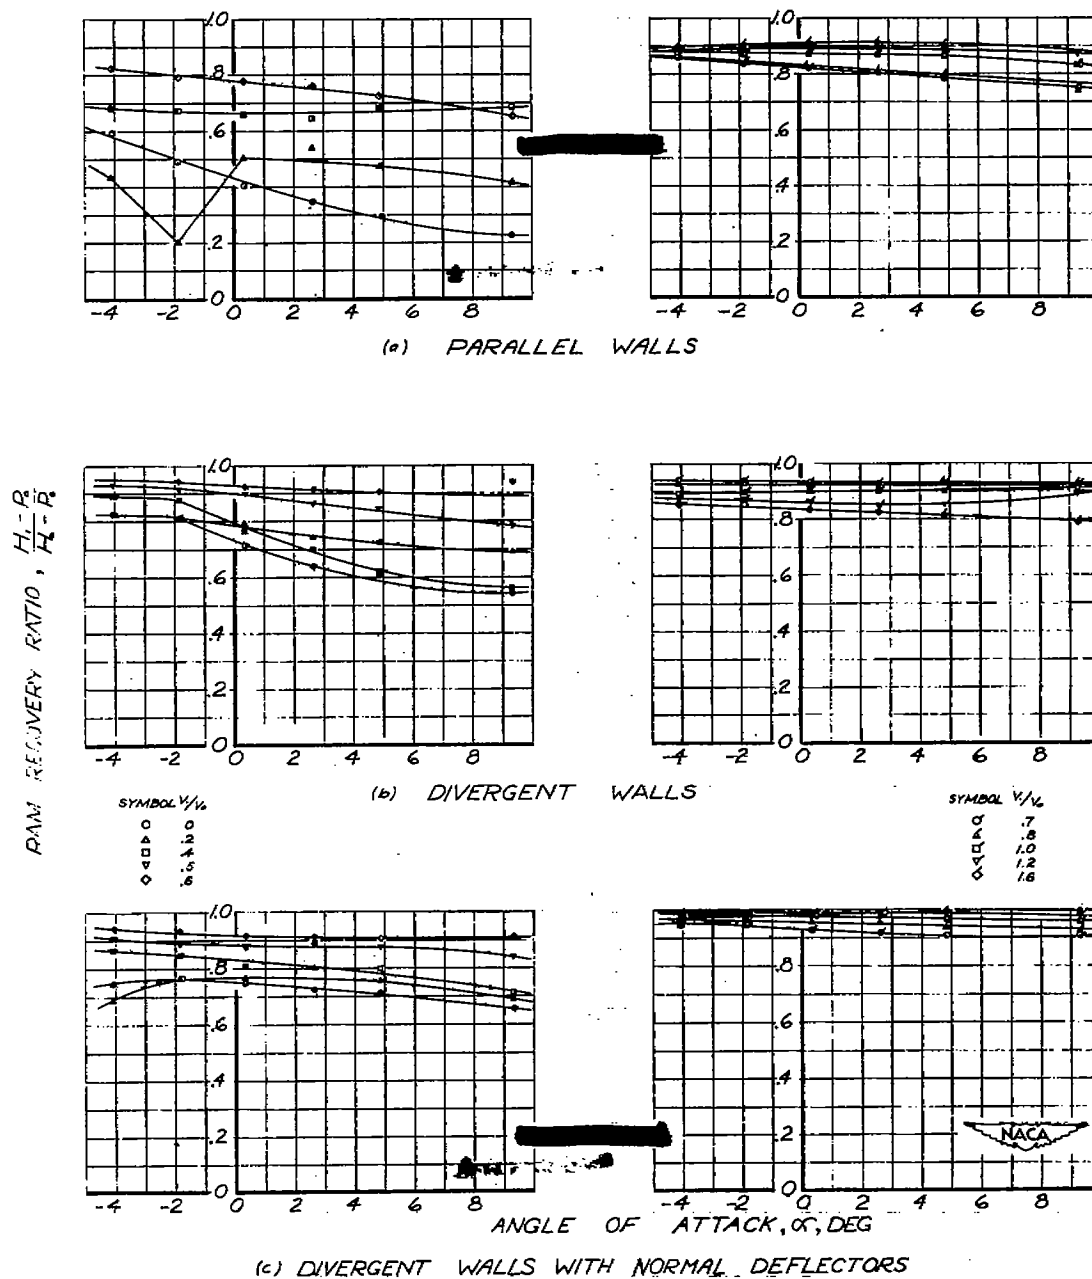 1.0 1.0
.8 .8
.6 .6
.4 .4
.2 .2
0 0
-4 -2 0 2 4 6 8 -4 -2 0 2 4 6 8
(a) PARALLEL WALLS
RAM RECOVERY RATIO,
1.0 1.0
.8 .8
.6 .6
.4 .4
.2 .2
0 0
-4 -2 0 2 4 6 8 -4 -2 0 2 4 6 8
(b) DIVERGENT WALLS
SYMBOL V₁/V₀ SYMBOL V₁/V₀
0 .7
.2 .8
.4 1.0
1.2
.6 1.6
1.0
.8 .8
.6 .6
.4 .4
.2 .2
NACA
0 0
-4 -2 0 2 4 6 8 -4 -2 0 2 4 6 8
ANGLE OF ATTACK, α, DEG
(c) DIVERGENT WALLS WITH NORMAL DEFLECTORS